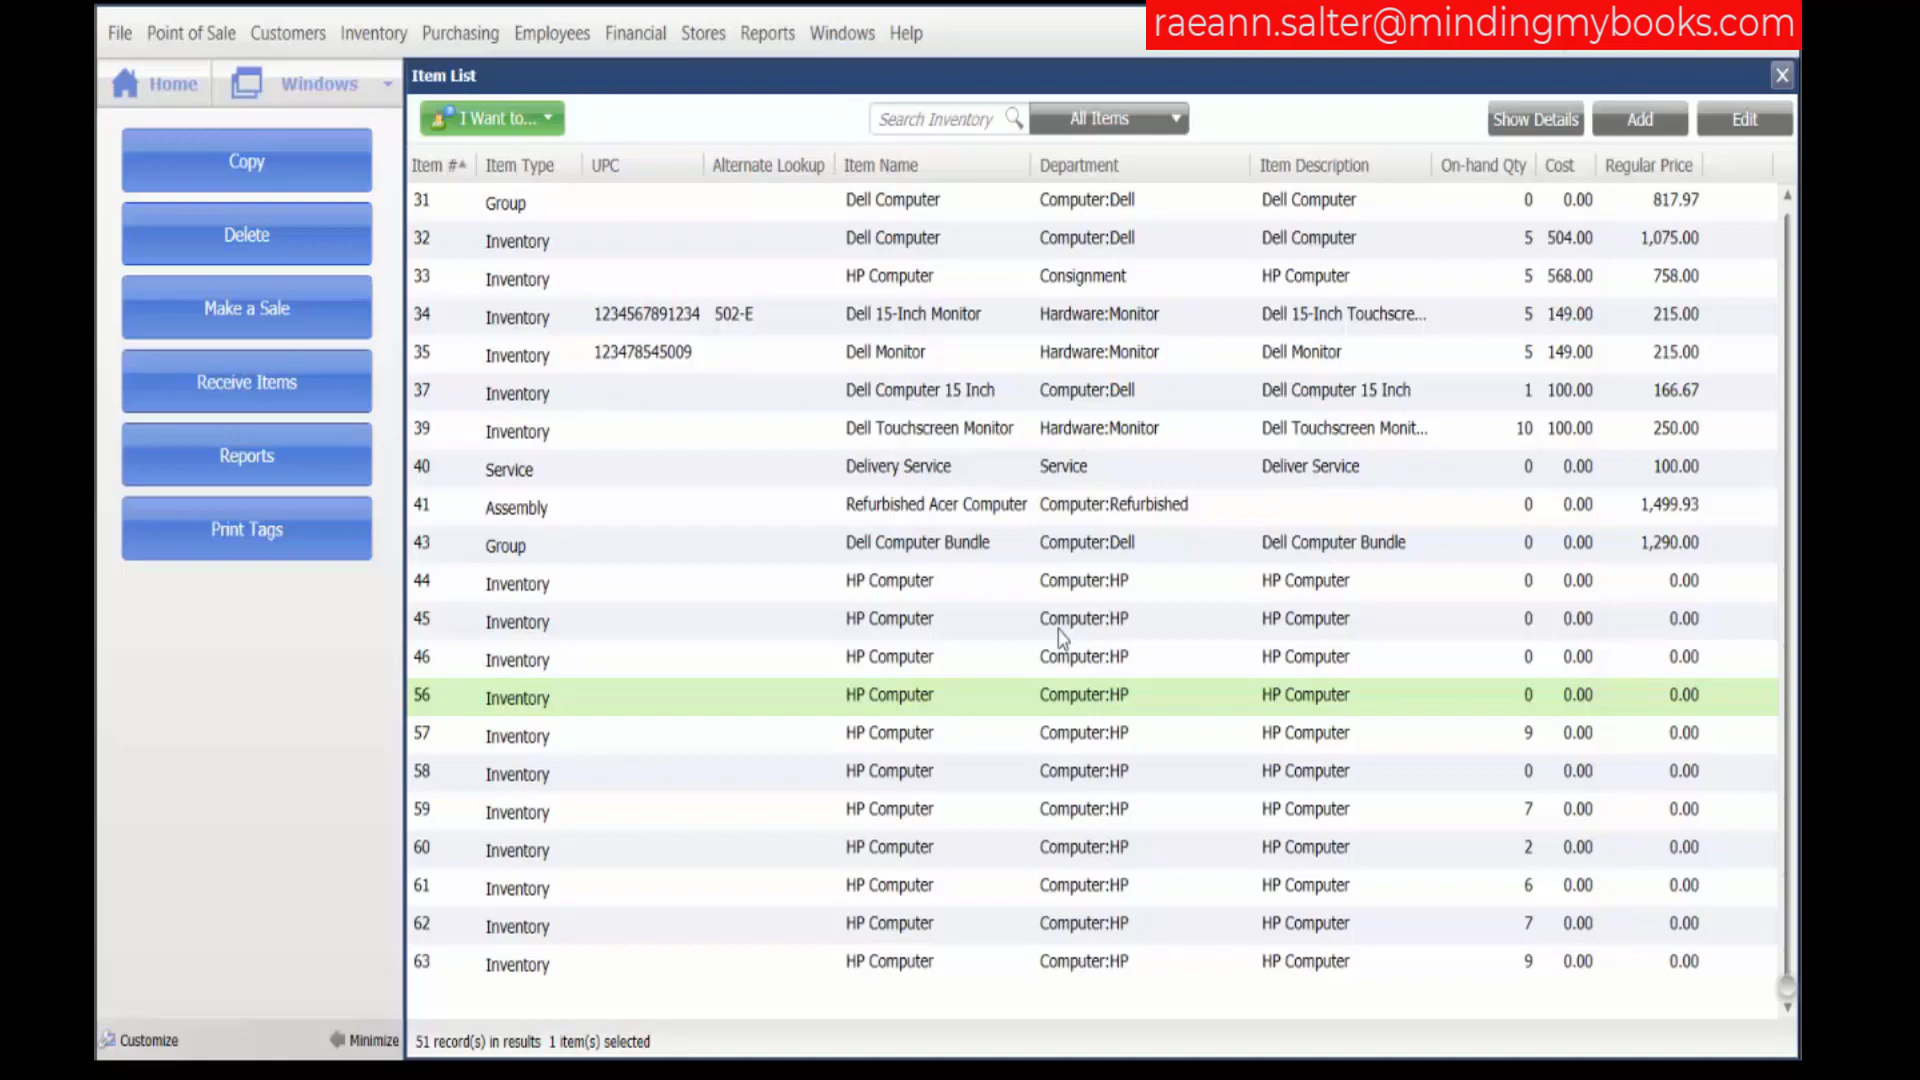 raeann.salter@mindingmybooks.com
File Point of Sale Customers Inventory Purchasing Employees Financial Stores Reports Windows Help
Home Windows
Item List
I Want to... Search Inventory All Items Show Details Add Edit
Copy
Delete
Make a Sale
Receive Items
Reports
Print Tags
Item # Item Type UPC Alternate Lookup Item Name Department Item Description On-hand Qty Cost Regular Price
31 Group Dell Computer Computer:Dell Dell Computer 0 0.00 817.97
32 Inventory Dell Computer Computer:Dell Dell Computer 5 504.00 1,075.00
33 Inventory HP Computer Consignment HP Computer 5 568.00 758.00
34 Inventory 1234567891234 502-E Dell 15-Inch Monitor Hardware:Monitor Dell 15-Inch Touchscre... 5 149.00 215.00
35 Inventory 123478545009 Dell Monitor Hardware:Monitor Dell Monitor 5 149.00 215.00
37 Inventory Dell Computer 15 Inch Computer:Dell Dell Computer 15 Inch 1 100.00 166.67
39 Inventory Dell Touchscreen Monitor Hardware:Monitor Dell Touchscreen Monit... 10 100.00 250.00
40 Service Delivery Service Service Deliver Service 0 0.00 100.00
41 Assembly Refurbished Acer Computer Computer:Refurbished 0 0.00 1,499.93
43 Group Dell Computer Bundle Computer:Dell Dell Computer Bundle 0 0.00 1,290.00
44 Inventory HP Computer Computer:HP HP Computer 0 0.00 0.00
45 Inventory HP Computer Computer:HP HP Computer 0 0.00 0.00
46 Inventory HP Computer Computer:HP HP Computer 0 0.00 0.00
56 Inventory HP Computer Computer:HP HP Computer 0 0.00 0.00
57 Inventory HP Computer Computer:HP HP Computer 9 0.00 0.00
58 Inventory HP Computer Computer:HP HP Computer 0 0.00 0.00
59 Inventory HP Computer Computer:HP HP Computer 7 0.00 0.00
60 Inventory HP Computer Computer:HP HP Computer 2 0.00 0.00
61 Inventory HP Computer Computer:HP HP Computer 6 0.00 0.00
62 Inventory HP Computer Computer:HP HP Computer 7 0.00 0.00
63 Inventory HP Computer Computer:HP HP Computer 9 0.00 0.00
Customize Minimize
51 record(s) in results 1 item(s) selected